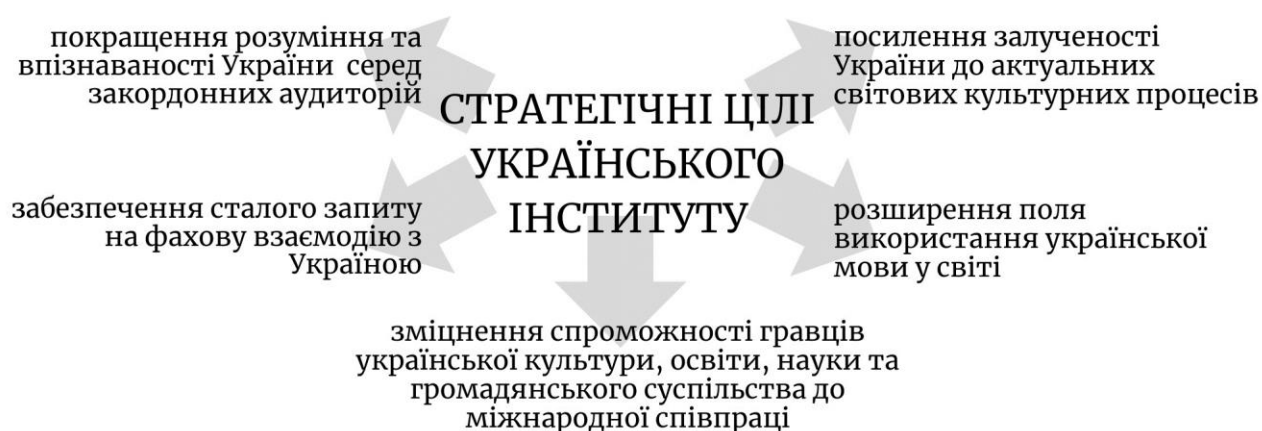 покращення розуміння та
впізнаваності України серед
закордонних аудиторій
посилення залученості
України до актуальних
світових культурних процесів
СТРАТЕГІЧНІ ЦІЛІ
УКРАЇНСЬКОГО
ІНСТИТУТУ
забезпечення сталого запиту
на фахову взаємодію з
Україною
розширення поля
використання української
мови у світі
зміцнення спроможності гравців
української культури, освіти, науки та
громадянського суспільства до
міжнародної співпраці